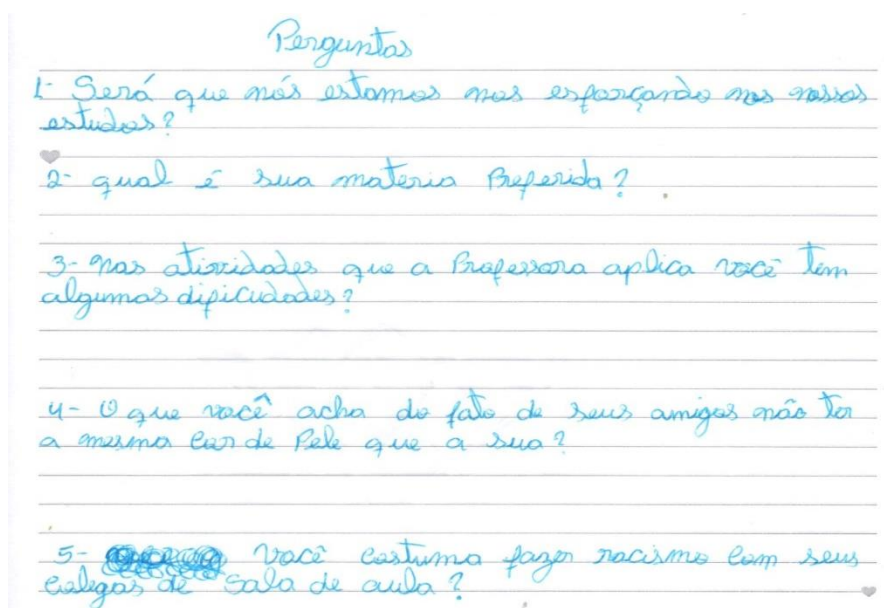 Perguntas
1- Será que nós estamos nos esforçando nos nossos
estudos?
2- qual é sua materia Preferida?
3- nas atividades que a Professora aplica você tem
algumas dificudades?
4- O que você acha do fato de seus amigos não ter
a mesma cor de Pele que a sua?
5- você costuma fazer racismo com seus
colegas de sala de aula?